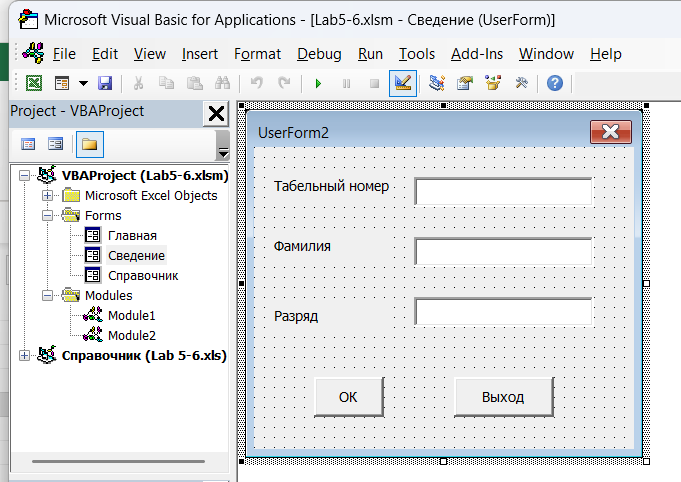 Microsoft Visual Basic for Applications - [Lab5-6.xlsm - Сведение (UserForm)]
File Edit View Insert Format Debug Run Tools Add-Ins Window Help
Project - VBAProject
VBAProject (Lab5-6.xlsm)
Microsoft Excel Objects
Forms
Главная
Сведение
Справочник
Modules
Module1
Module2
Справочник (Lab 5-6.xls)
UserForm2
Табельный номер
Фамилия
Разряд
ОК
Выход